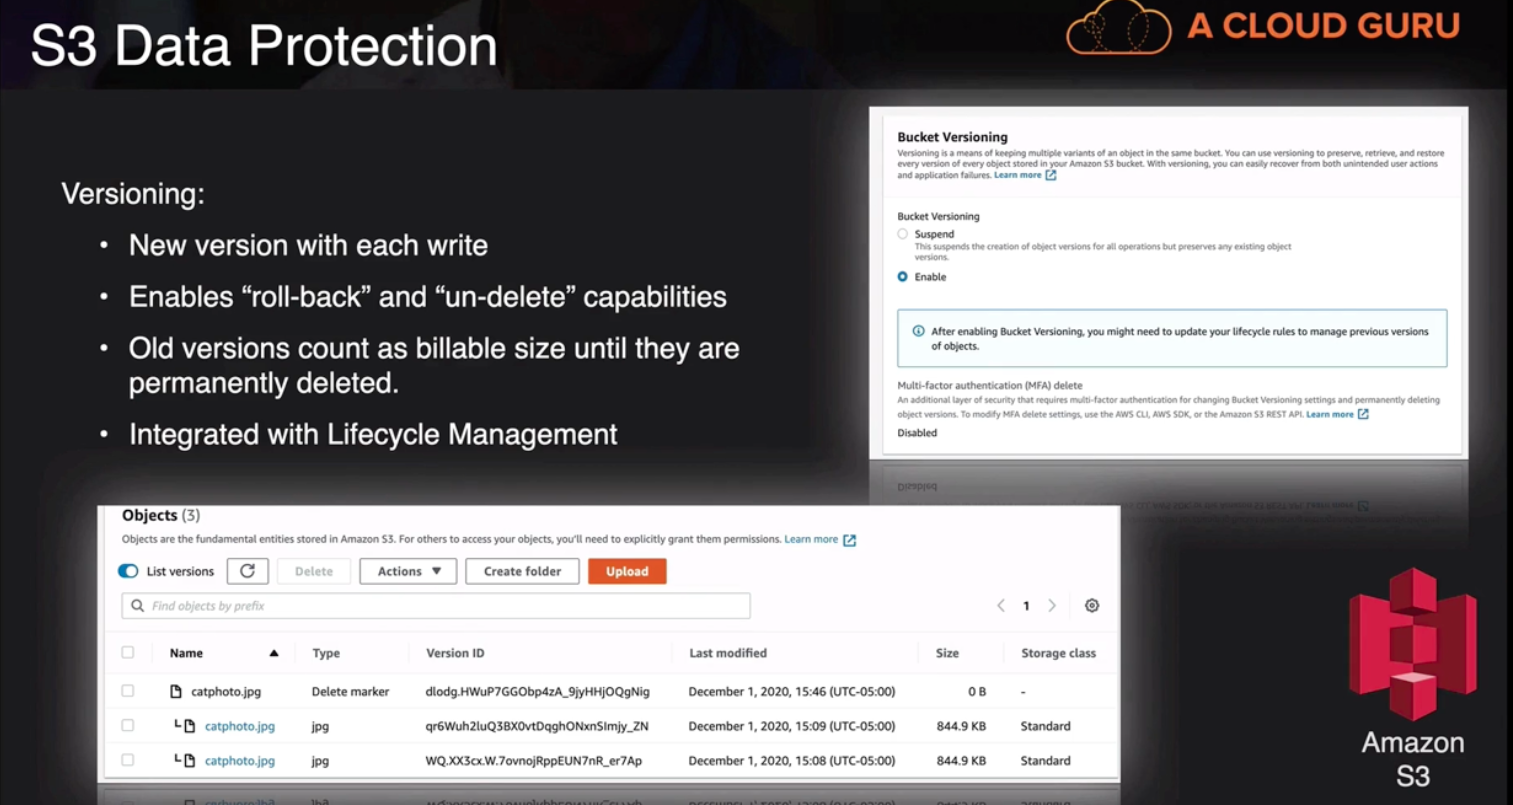 S3 Data Protection
A CLOUD GURU
Versioning:
• New version with each write
• Enables “roll-back” and “un-delete” capabilities
• Old versions count as billable size until they are
permanently deleted.
• Integrated with Lifecycle Management
Bucket Versioning
Versioning is a means of keeping multiple variants of an object in the same bucket. You can use versioning to preserve, retrieve, and restore
every version of every object stored in your Amazon S3 bucket. With versioning, you can easily recover from both unintended user actions
and application failures. Learn more
Bucket Versioning
Suspend
This suspends the creation of object versions for all operations but preserves any existing object
versions.
Enable
After enabling Bucket Versioning, you might need to update your lifecycle rules to manage previous versions
of objects.
Multi-factor authentication (MFA) delete
An additional layer of security that requires multi-factor authentication for changing Bucket Versioning settings and permanently deleting
object versions. To modify MFA delete settings, use the AWS CLI, AWS SDK, or the Amazon S3 REST API. Learn more
Disabled
Objects (3)
Objects are the fundamental entities stored in Amazon S3. For others to access your objects, you'll need to explicitly grant them permissions. Learn more
List versions Delete Actions Create folder Upload
Find objects by prefix 1
Name Type Version ID Last modified Size Storage class
catphoto.jpg Delete marker dlodg.HWuP7GGObp4zA_9jyHHjOQgNig December 1, 2020, 15:46 (UTC-05:00) 0 B -
catphoto.jpg jpg qr6Wuh2luQ3BX0vtDqghONxnSImjy_ZN December 1, 2020, 15:09 (UTC-05:00) 844.9 KB Standard
catphoto.jpg jpg WQ.XX3cx.W.7ovnojRppEUN7nR_er7Ap December 1, 2020, 15:08 (UTC-05:00) 844.9 KB Standard
Amazon
S3